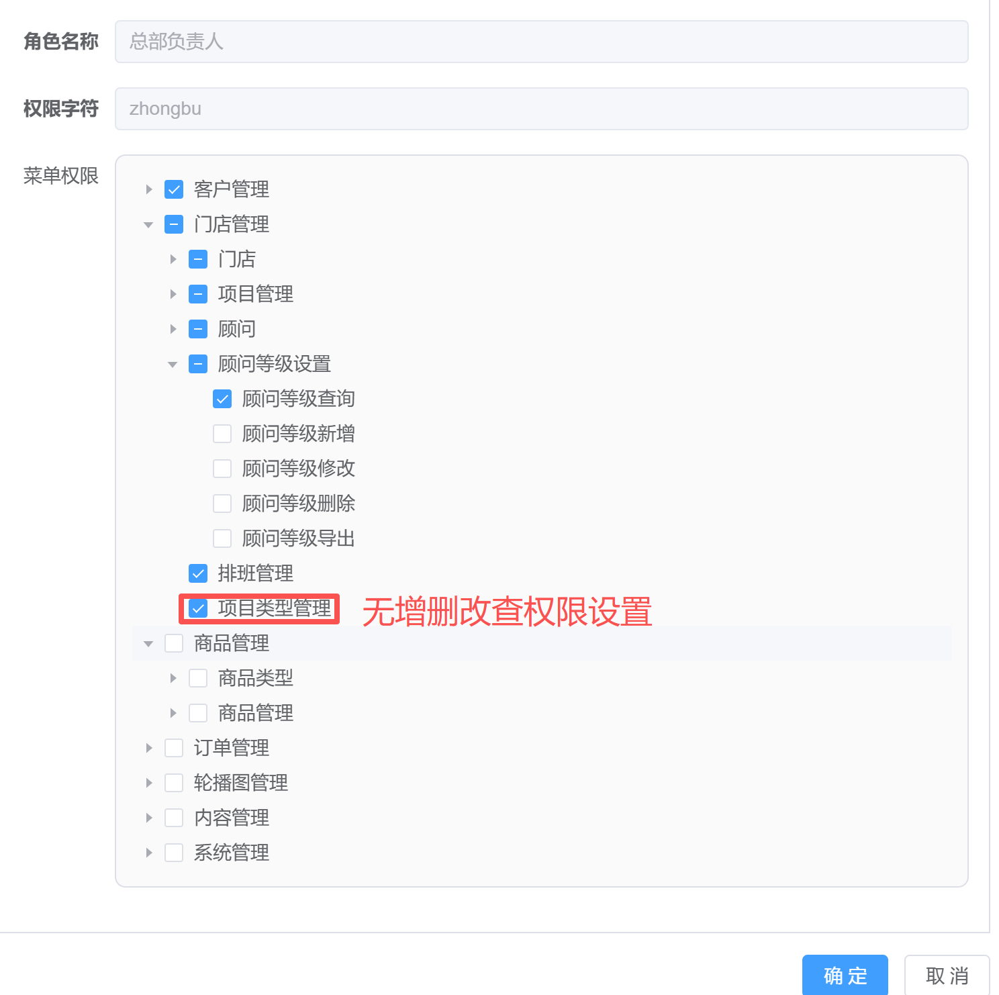 角色名称 总部负责人
权限字符 zhongbu
菜单权限
客户管理
门店管理
门店
项目管理
顾问
顾问等级设置
顾问等级查询
顾问等级新增
顾问等级修改
顾问等级删除
顾问等级导出
排班管理
项目类型管理 无增删改查权限设置
商品管理
商品类型
商品管理
订单管理
轮播图管理
内容管理
系统管理
确定 取消